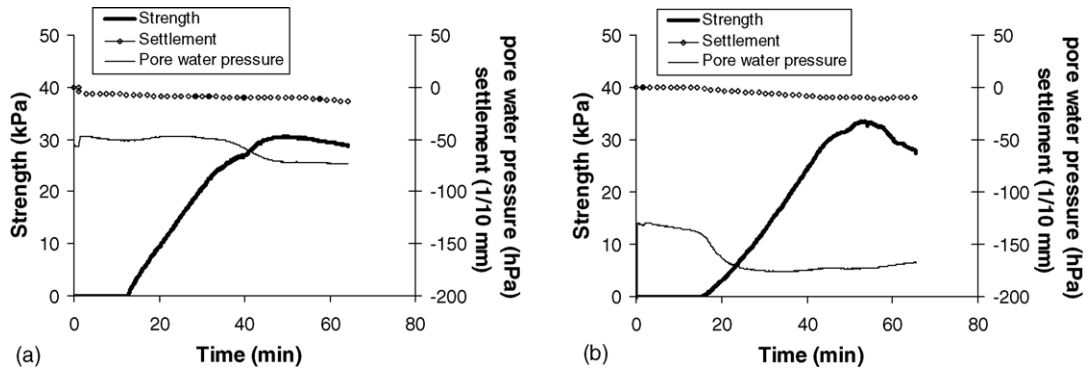 Strength
Settlement
Pore water pressure
50
40
30
20
10
0
Strength (kPa)
50
0
-50
-100
-150
-200
pore water pressure (hPa)
settlement (1/10 mm)
0 20 40 60 80
Time (min)
(a)
Strength
Settlement
Pore water pressure
50
40
30
20
10
0
Strength (kPa)
50
0
-50
-100
-150
-200
pore water pressure (hPa)
settlement (1/10 mm)
0 20 40 60 80
Time (min)
(b)